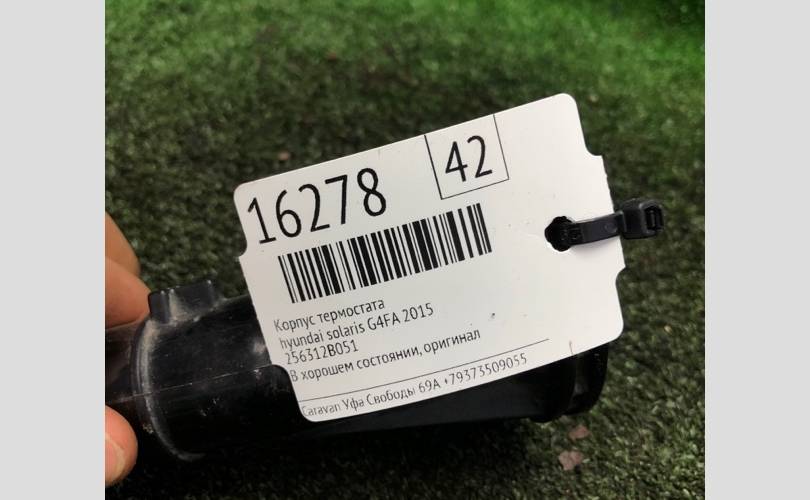 16278
42
Корпус термостата
hyundai solaris G4FA 2015
256312B051
В хорошем состоянии, оригинал
Caravan Уфа Свободы 69А +79373509055